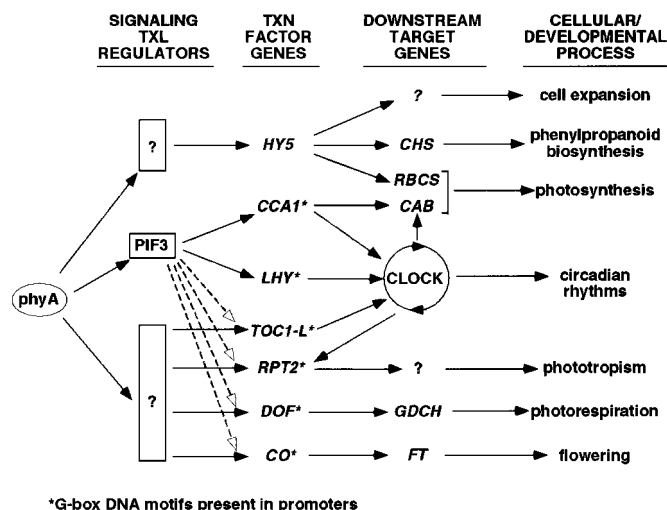 SIGNALING TXN DOWNSTREAM CELLULAR/
TXL FACTOR TARGET DEVELOPMENTAL
REGULATORS GENES GENES PROCESS
? cell expansion
? HY5 CHS phenylpropanoid
biosynthesis
RBCS
photosynthesis
CCA1* CAB
PIF3
phyA LHY* CLOCK circadian
rhythms
TOC1-L*
? RPT2* ? phototropism
DOF* GDCH photorespiration
CO* FT flowering
*G-box DNA motifs present in promoters